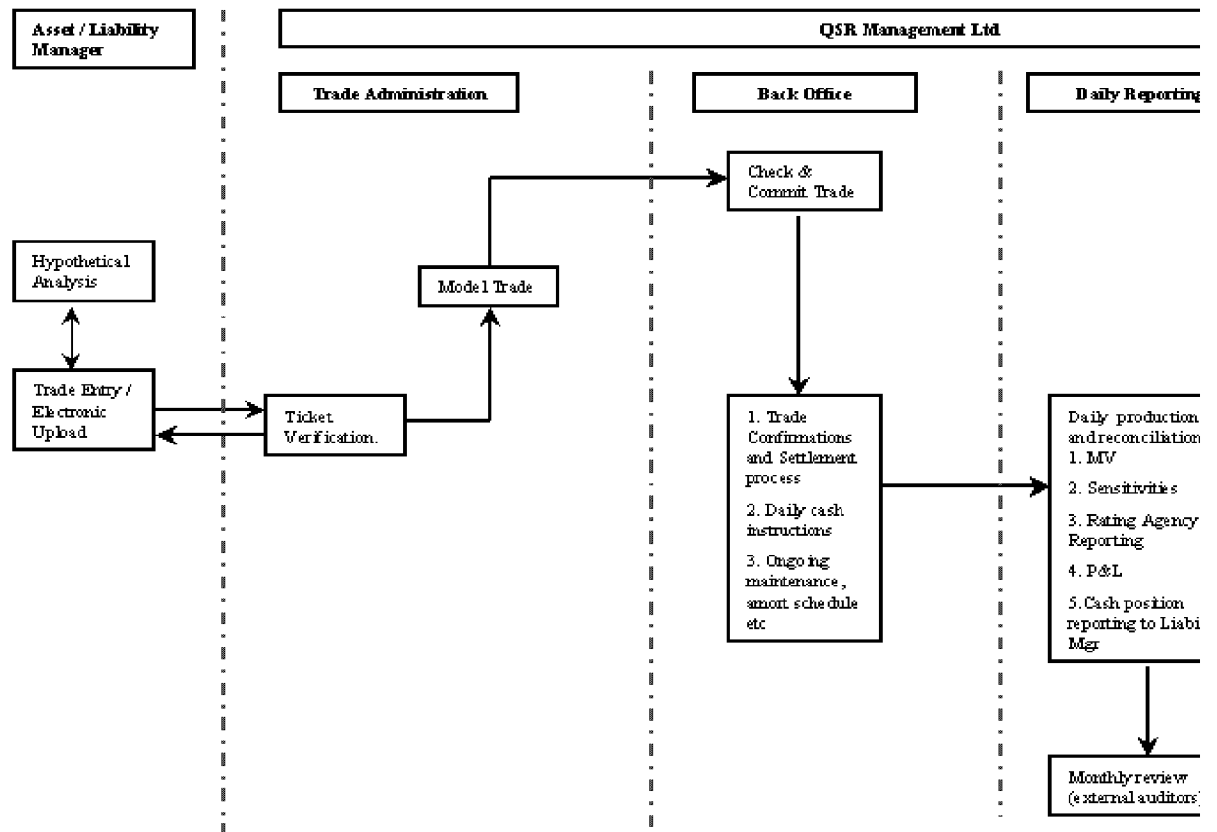 Asset / Liability
Manager
QSR Management Ltd
Trade Administration
Back Office
Daily Reporting
Check &
Commit Trade
Hypothetical
Analysis
Model Trade
Trade Entry /
Electronic
Upload
Ticket
Verification.
1. Trade
Confirmations
and Settlement
process
2. Daily cash
instructions
3. Ongoing
maintenance,
amort schedule
etc
Daily production
and reconciliation
1. MV
2. Sensitivities
3. Rating Agency
Reporting
4. P&L
5.Cash position
reporting to Liabi
Mgr
Monthly review
(external auditors)